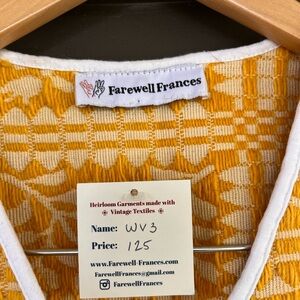 Farewell Frances
Heirloom Garments made with
Vintage Textiles
Name: WV3
Price: 125
www.Farewell-Frances.com
FarewellFrances@gmail.com
FarewellFrances